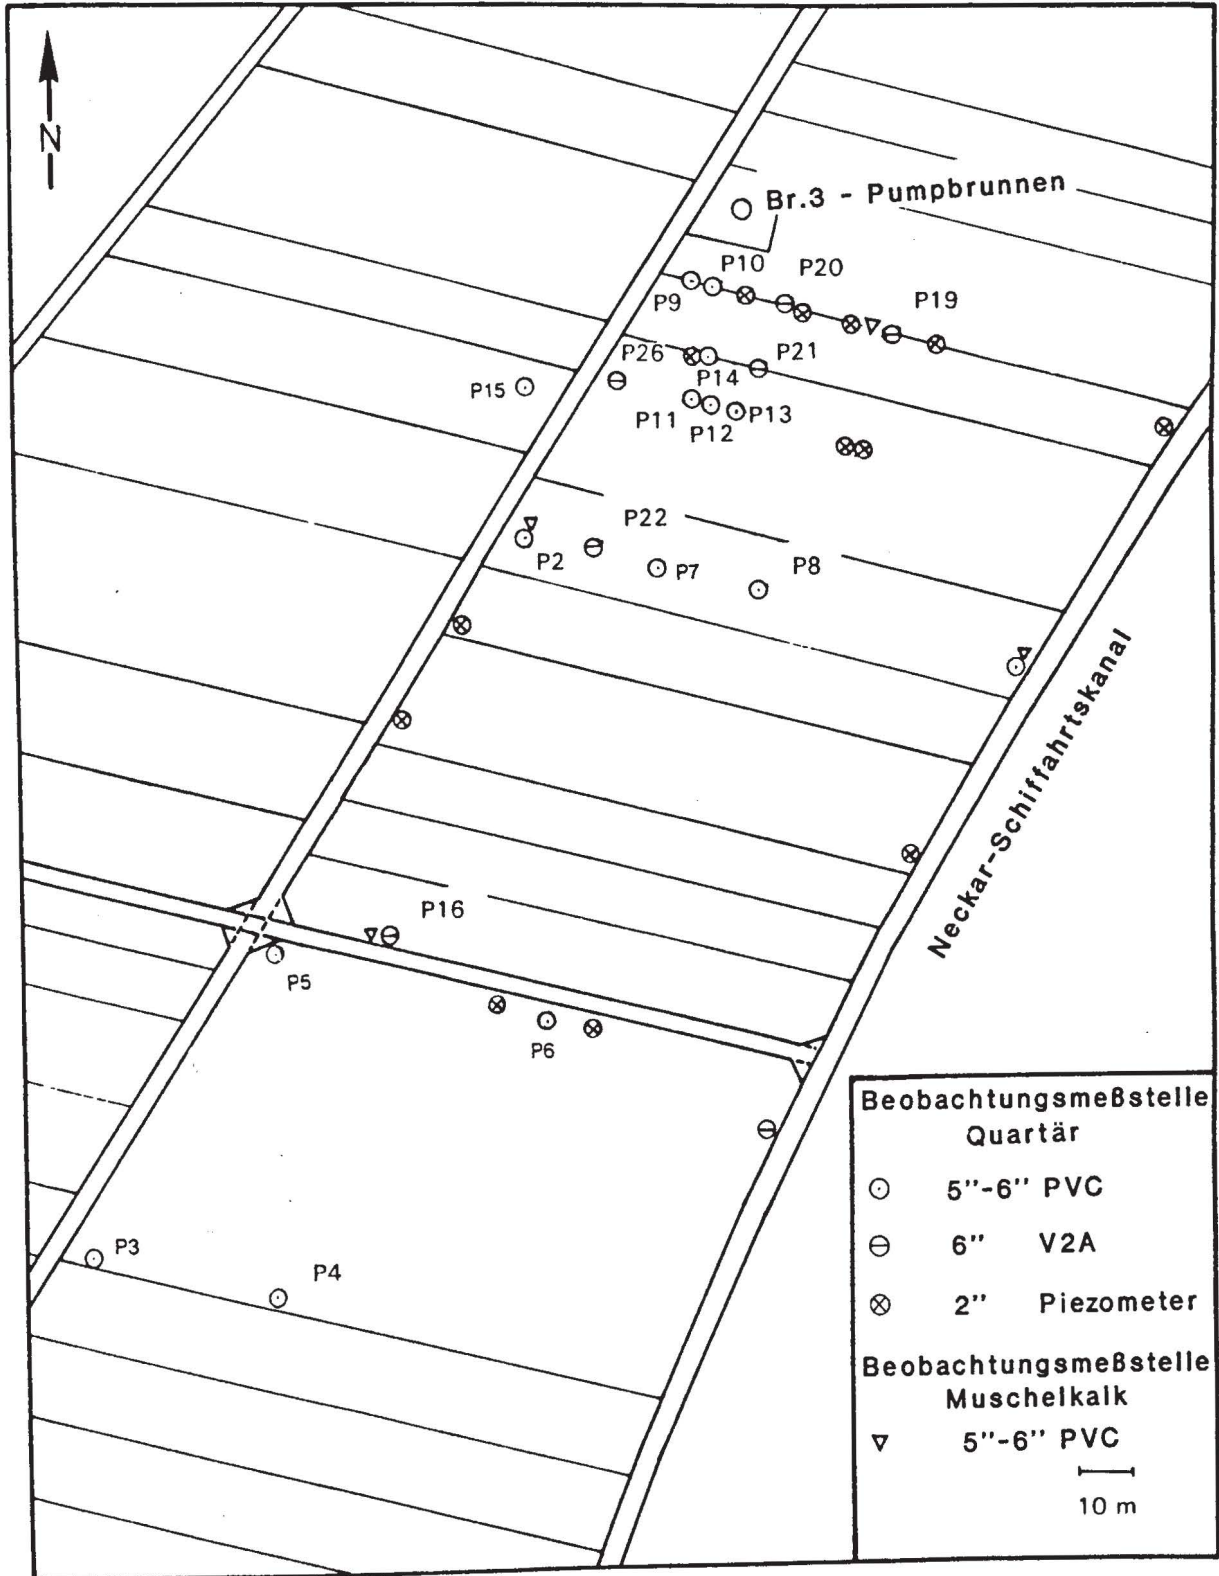 N
Br.3 - Pumpbrunnen
P10
P20
P9
P19
P26
P21
P14
P15
P11
P12
P13
P22
P2
P7
P8
Neckar-Schiffahrtskanal
P16
P5
P6
P3
P4
Beobachtungsmeßstelle
Quartär
5''-6'' PVC
6'' V2A
2'' Piezometer
Beobachtungsmeßstelle
Muschelkalk
5''-6'' PVC
10 m